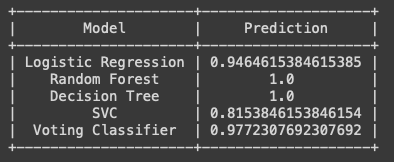 Model | Prediction
Logistic Regression | 0.9464615384615385
Random Forest | 1.0
Decision Tree | 1.0
SVC | 0.8153846153846154
Voting Classifier | 0.9772307692307692